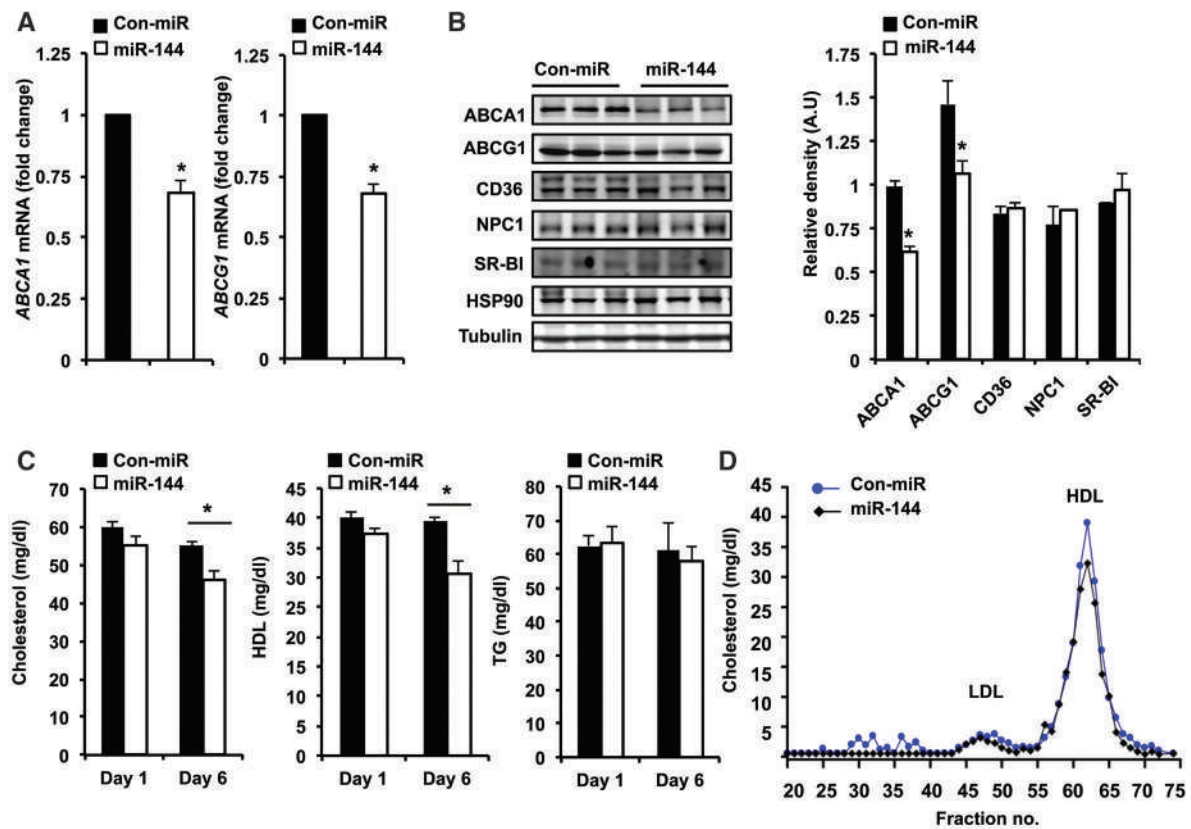 A
Con-miR
miR-144
ABCA1 mRNA (fold change)
1.25
1
0.75
0.5
0.25
0
*
Con-miR
miR-144
ABCG1 mRNA (fold change)
1.25
1
0.75
0.5
0.25
0
*
B
Con-miR miR-144
ABCA1
ABCG1
CD36
NPC1
SR-BI
HSP90
Tubulin
Con-miR
miR-144
Relative density (A.U)
1.75
1.5
1.25
1
0.75
0.5
0.25
0
*
*
ABCA1
ABCG1
CD36
NPC1
SR-BI
C
Con-miR
miR-144
Cholesterol (mg/dl)
70
60
50
40
30
20
10
0
*
Day 1 Day 6
Con-miR
miR-144
HDL (mg/dl)
45
40
35
30
25
20
15
10
5
0
*
Day 1 Day 6
Con-miR
miR-144
TG (mg/dl)
80
70
60
50
40
30
20
10
0
Day 1 Day 6
D
Con-miR
miR-144
Cholesterol (mg/dl)
45
40
35
30
25
20
15
10
5
LDL
HDL
20 25 30 35 40 45 50 55 60 65 70 75
Fraction no.